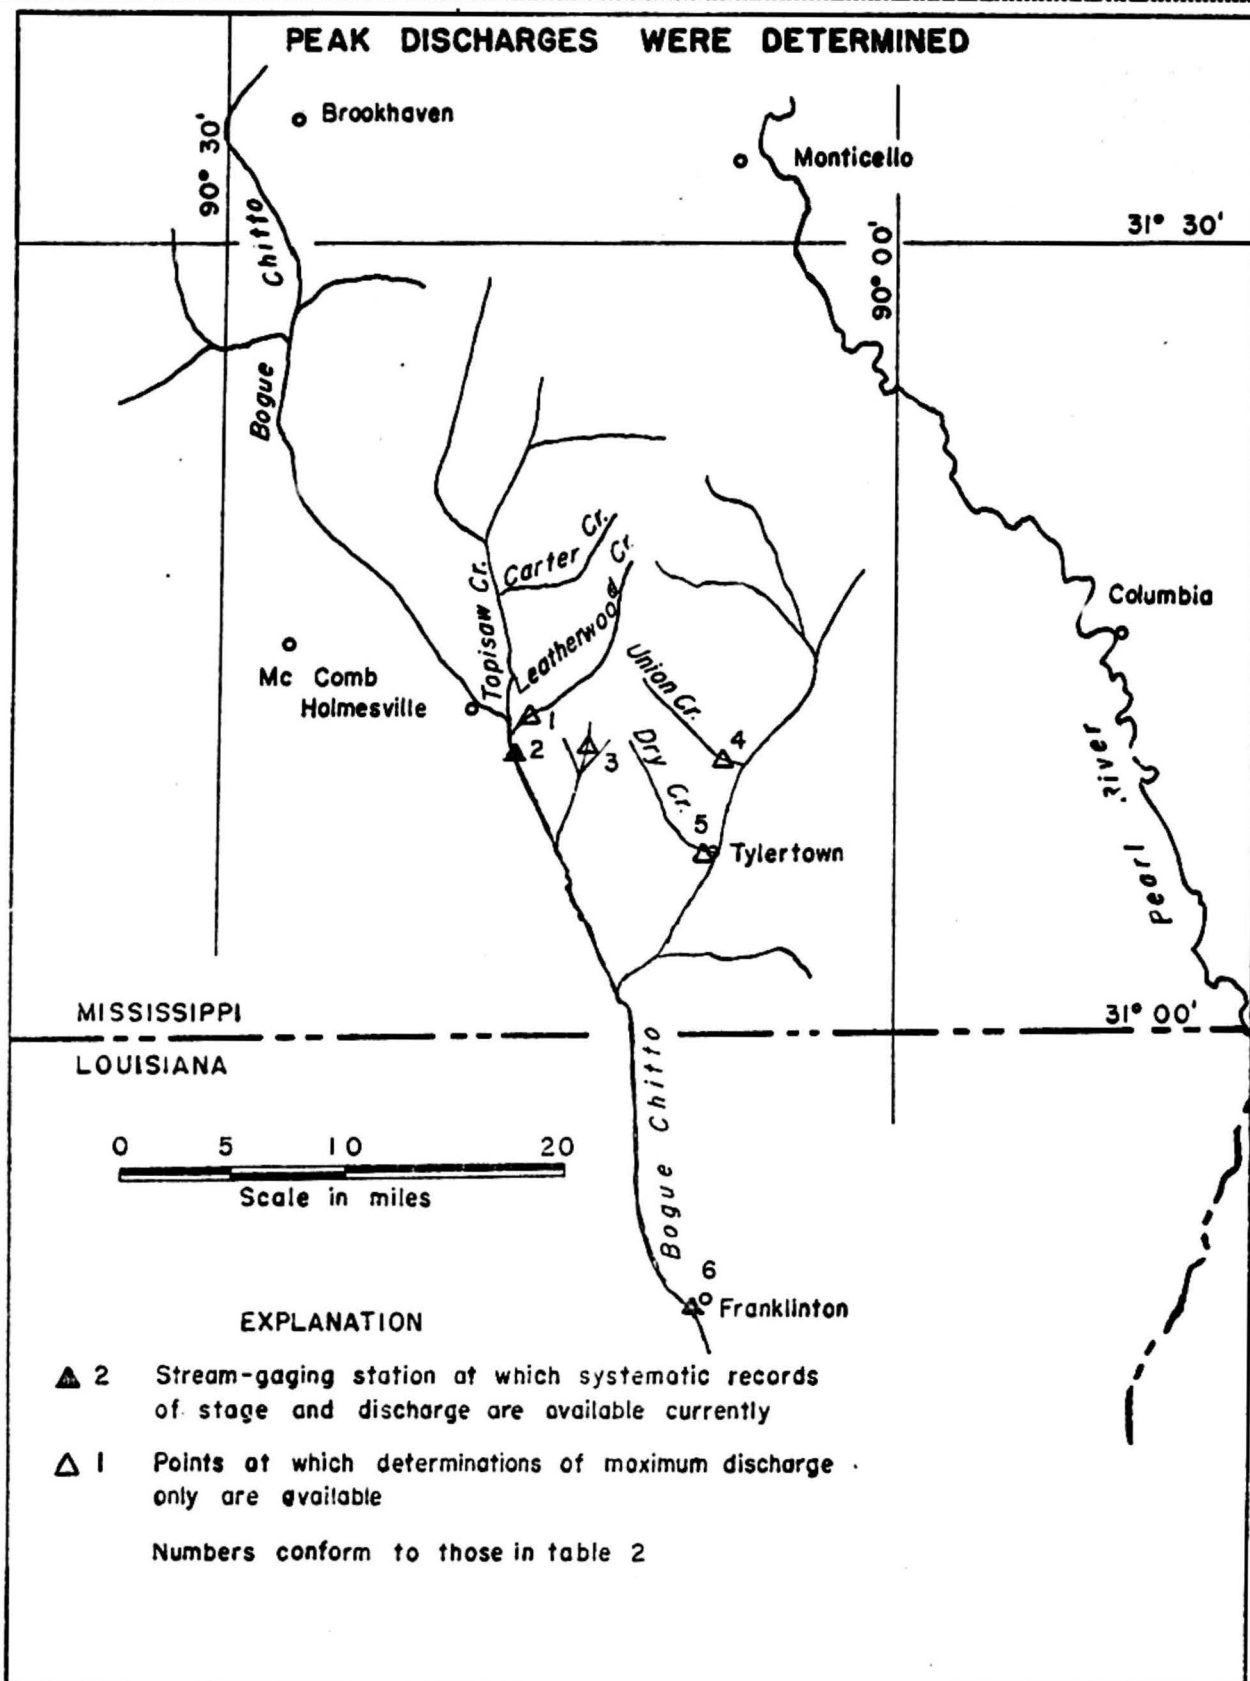 PEAK DISCHARGES WERE DETERMINED
Brookhaven
Monticello
90° 30'
31° 30'
90° 00'
Bogue Chitto
Carter Cr.
Leatherwood Cr.
Topisaw Cr.
Columbia
Mc Comb
Holmesville
Union Cr.
1
2
3
4
Dry Cr.
5
Tylertown
Pearl River
MISSISSIPPI
31° 00'
LOUISIANA
Bogue Chitto
0 5 10 20
Scale in miles
6
Franklinton
EXPLANATION
2 Stream-gaging station at which systematic records
of stage and discharge are available currently
1 Points at which determinations of maximum discharge
only are available
Numbers conform to those in table 2